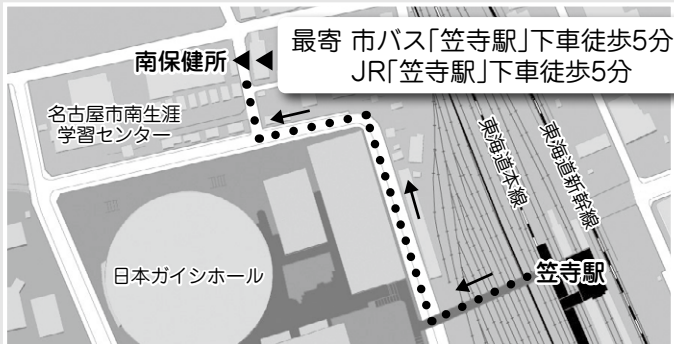 最寄 市バス「笠寺駅」下車徒歩5分
JR「笠寺駅」下車徒歩5分
南保健所
名古屋市南生涯
学習センター
東海道本線
東海道新幹線
日本ガイシホール
笠寺駅